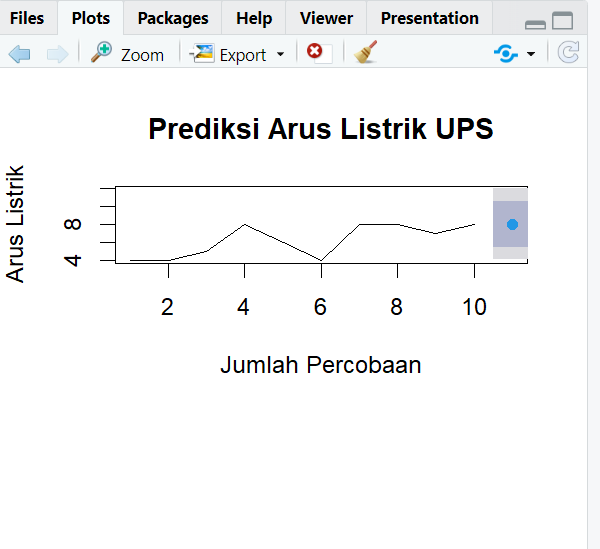 Files Plots Packages Help Viewer Presentation
Zoom Export
Prediksi Arus Listrik UPS
Arus Listrik
8
4
2 4 6 8 10
Jumlah Percobaan